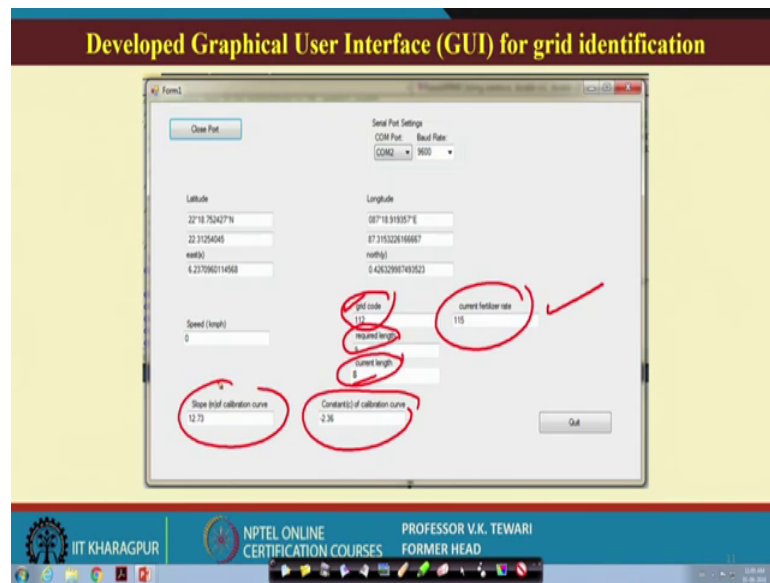 Developed Graphical User Interface (GUI) for grid identification
Form1
Close Port
Serial Port Settings
COM Port: Baud Rate:
COM2 9600
Latitude Longitude
22°18.752427"N 087°18.919357"E
22.31254045 87.3153226166667
east(x) north(y)
6.2370960114568 0.426329987493523
grid code current fertilizer rate
112 115
Speed (kmph) required length
0
current length
Slope (m)of calibration curve Constant(c) of calibration curve
12.73 -2.36
Quit
IIT KHARAGPUR
NPTEL ONLINE
CERTIFICATION COURSES
PROFESSOR V.K. TEWARI
FORMER HEAD
11